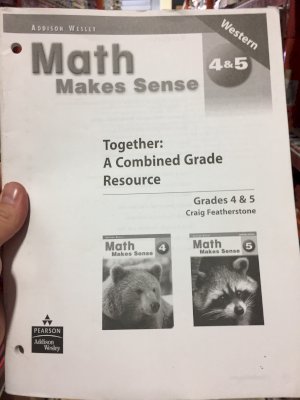 ADDISON WESLEY
Western
Math
Makes Sense
4&5
Together:
A Combined Grade
Resource
Grades 4 & 5
Craig Featherstone
Math
Makes Sense
4
Math
Makes Sense
5
PEARSON
Addison
Wesley